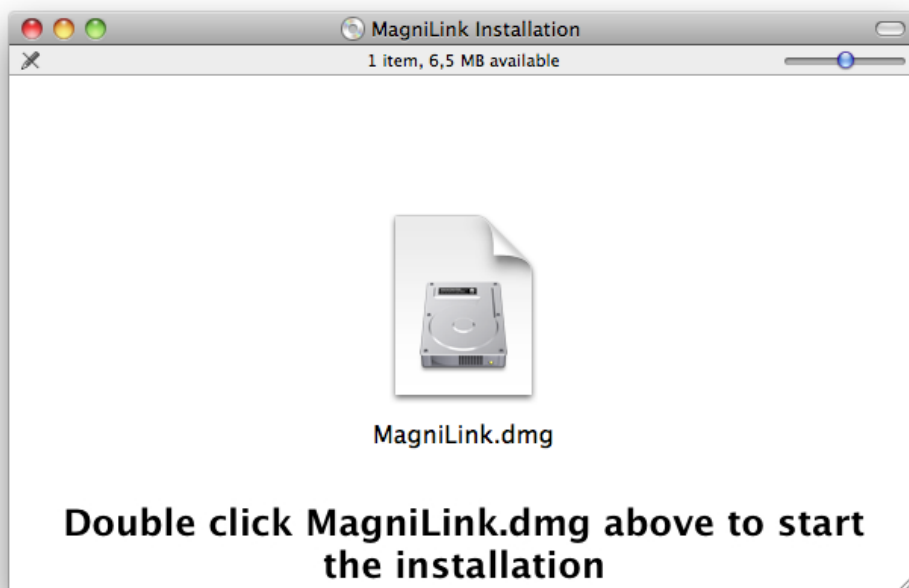 MagniLink Installation
1 item, 6,5 MB available
MagniLink.dmg
Double click MagniLink.dmg above to start
the installation